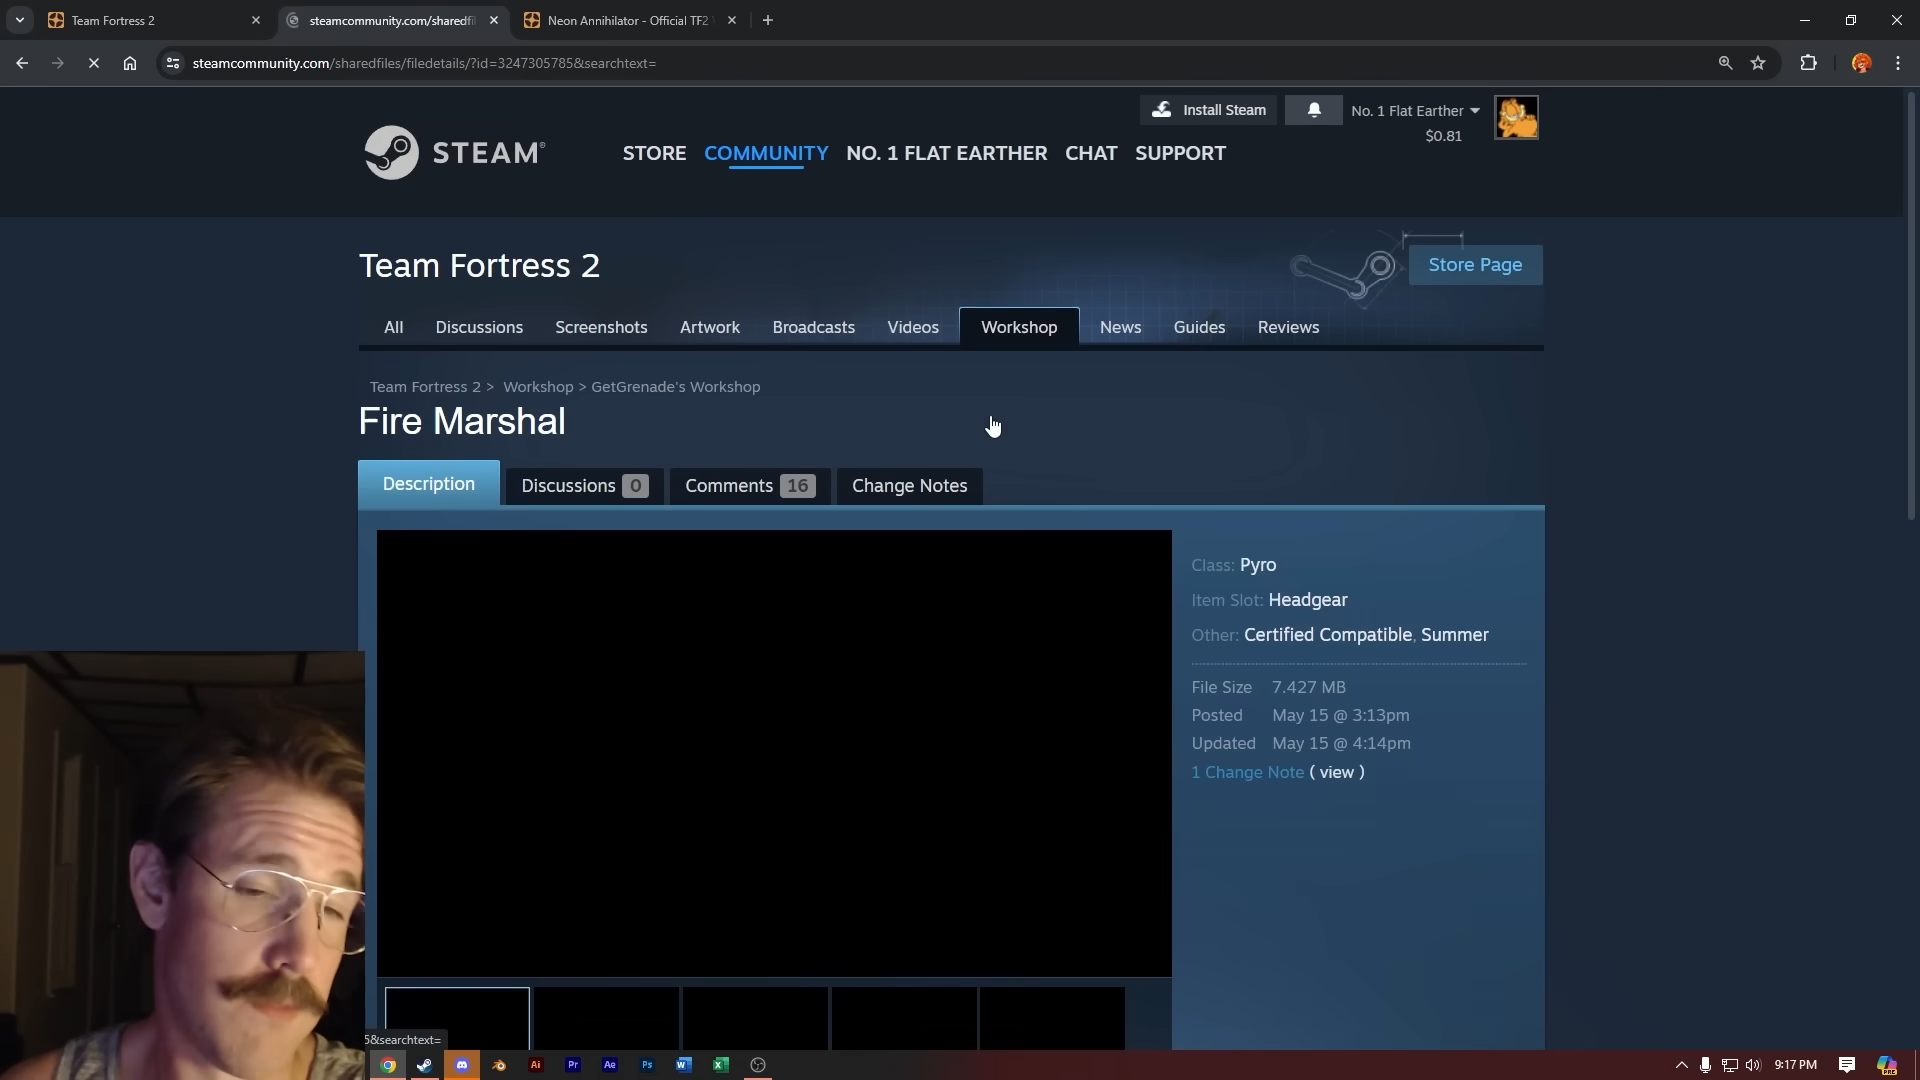 Team Fortress 2
steamcommunity.com/sharedfi
Neon Annihilator - Official TF2
steamcommunity.com/sharedfiles/filedetails/?id=3247305785&searchtext=
Install Steam
No. 1 Flat Earther
$0.81
STEAM®
STORE COMMUNITY NO. 1 FLAT EARTHER CHAT SUPPORT
Team Fortress 2
Store Page
All Discussions Screenshots Artwork Broadcasts Videos Workshop News Guides Reviews
Team Fortress 2 > Workshop > GetGrenade's Workshop
Fire Marshal
Description Discussions 0 Comments 16 Change Notes
Class: Pyro
Item Slot: Headgear
Other: Certified Compatible, Summer
File Size 7.427 MB
Posted May 15 @ 3:13pm
Updated May 15 @ 4:14pm
1 Change Note ( view )
5&searchtext=
Ai Pr Ae Ps W X
9:17 PM